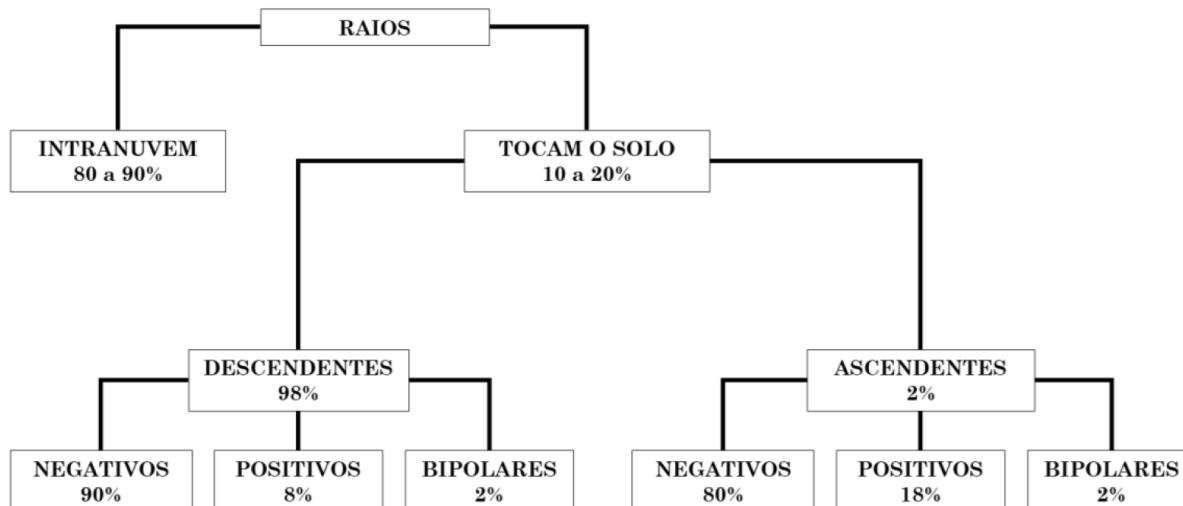 RAIOS
INTRANUVEM
80 a 90%
TOCAM O SOLO
10 a 20%
DESCENDENTES
98%
ASCENDENTES
2%
NEGATIVOS
90%
POSITIVOS
8%
BIPOLARES
2%
NEGATIVOS
80%
POSITIVOS
18%
BIPOLARES
2%